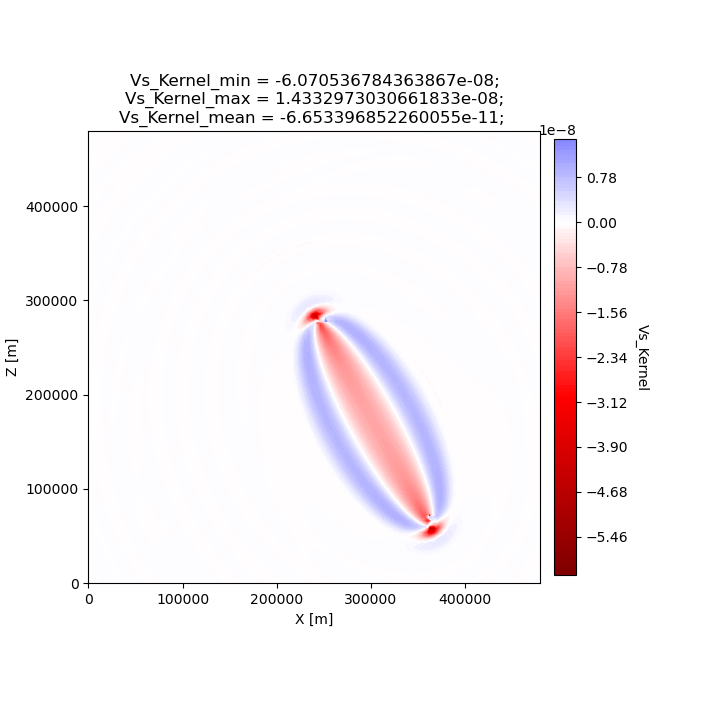 Vs_Kernel_min = -6.070536784363867e-08;
Vs_Kernel_max = 1.4332973030661833e-08;
Vs_Kernel_mean = -6.653396852260055e-11;
1e−8
0.78
0.00
−0.78
−1.56
−2.34
−3.12
−3.90
−4.68
−5.46
Vs_Kernel
400000
300000
200000
100000
0
Z [m]
0
100000
200000
300000
400000
X [m]